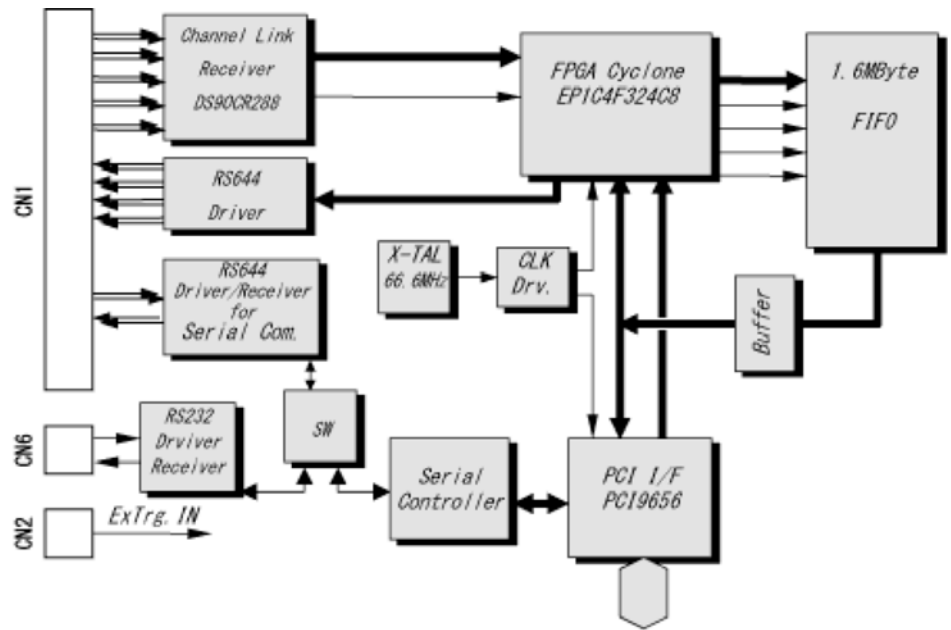 Channel Link
Receiver
DS90CR288
FPGA Cyclone
EP1C4F324C8
1.6MByte
FIFO
CN1
RS644
Driver
X-TAL
66.6MHz
CLK
Drv.
RS644
Driver/Receiver
for
Serial Com.
Buffer
SW
CN6
RS232
Drviver
Receiver
Serial
Controller
PCI I/F
PCI9656
CN2
ExTrg. IN